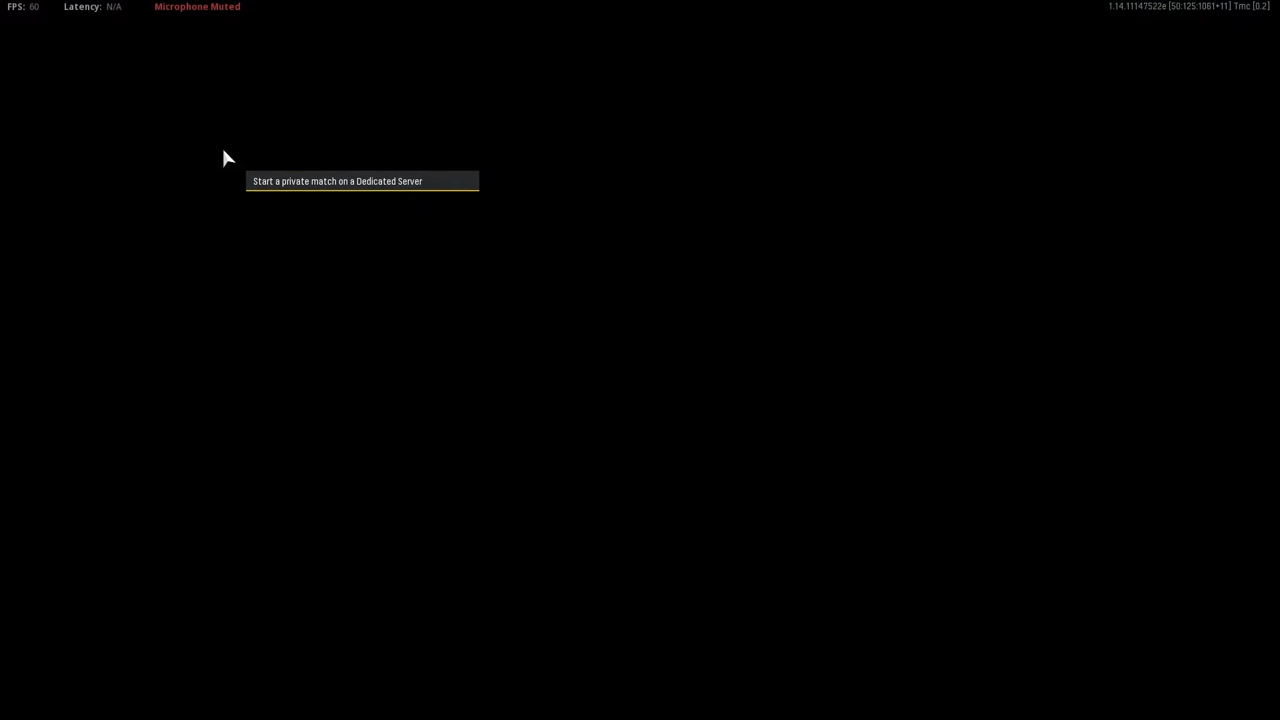 FPS: 60 Latency: N/A Microphone Muted 1.14.11147522e [50:125:1061+11] Tmc [0.2]
Start a private match on a Dedicated Server